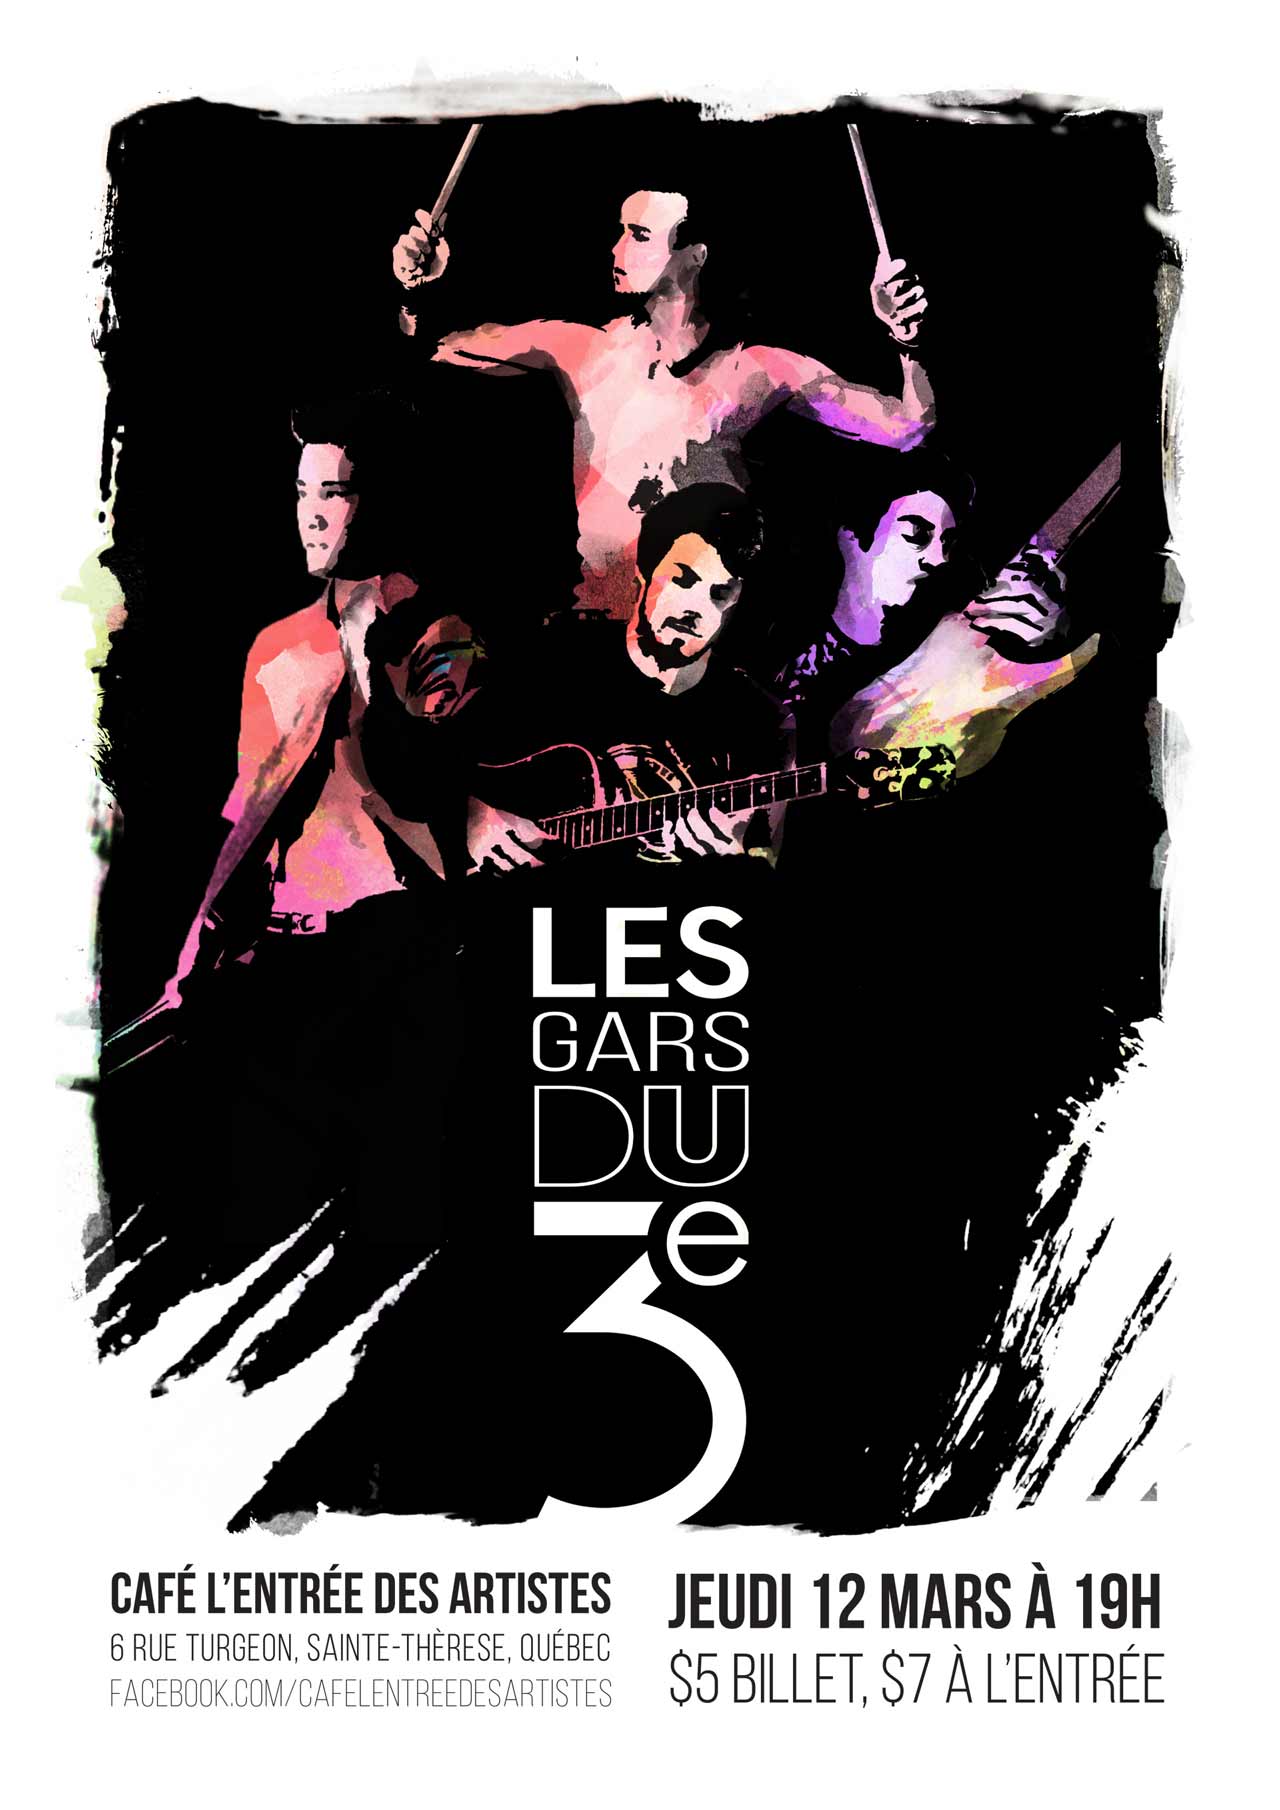 LES
GARS
DU
3e
CAFÉ L'ENTRÉE DES ARTISTES
6 RUE TURGEON, SAINTE-THÈRESE, QUÉBEC
FACEBOOK.COM/CAFELENTREEDESARTISTES
JEUDI 12 MARS À 19H
$5 BILLET, $7 À L'ENTRÉE